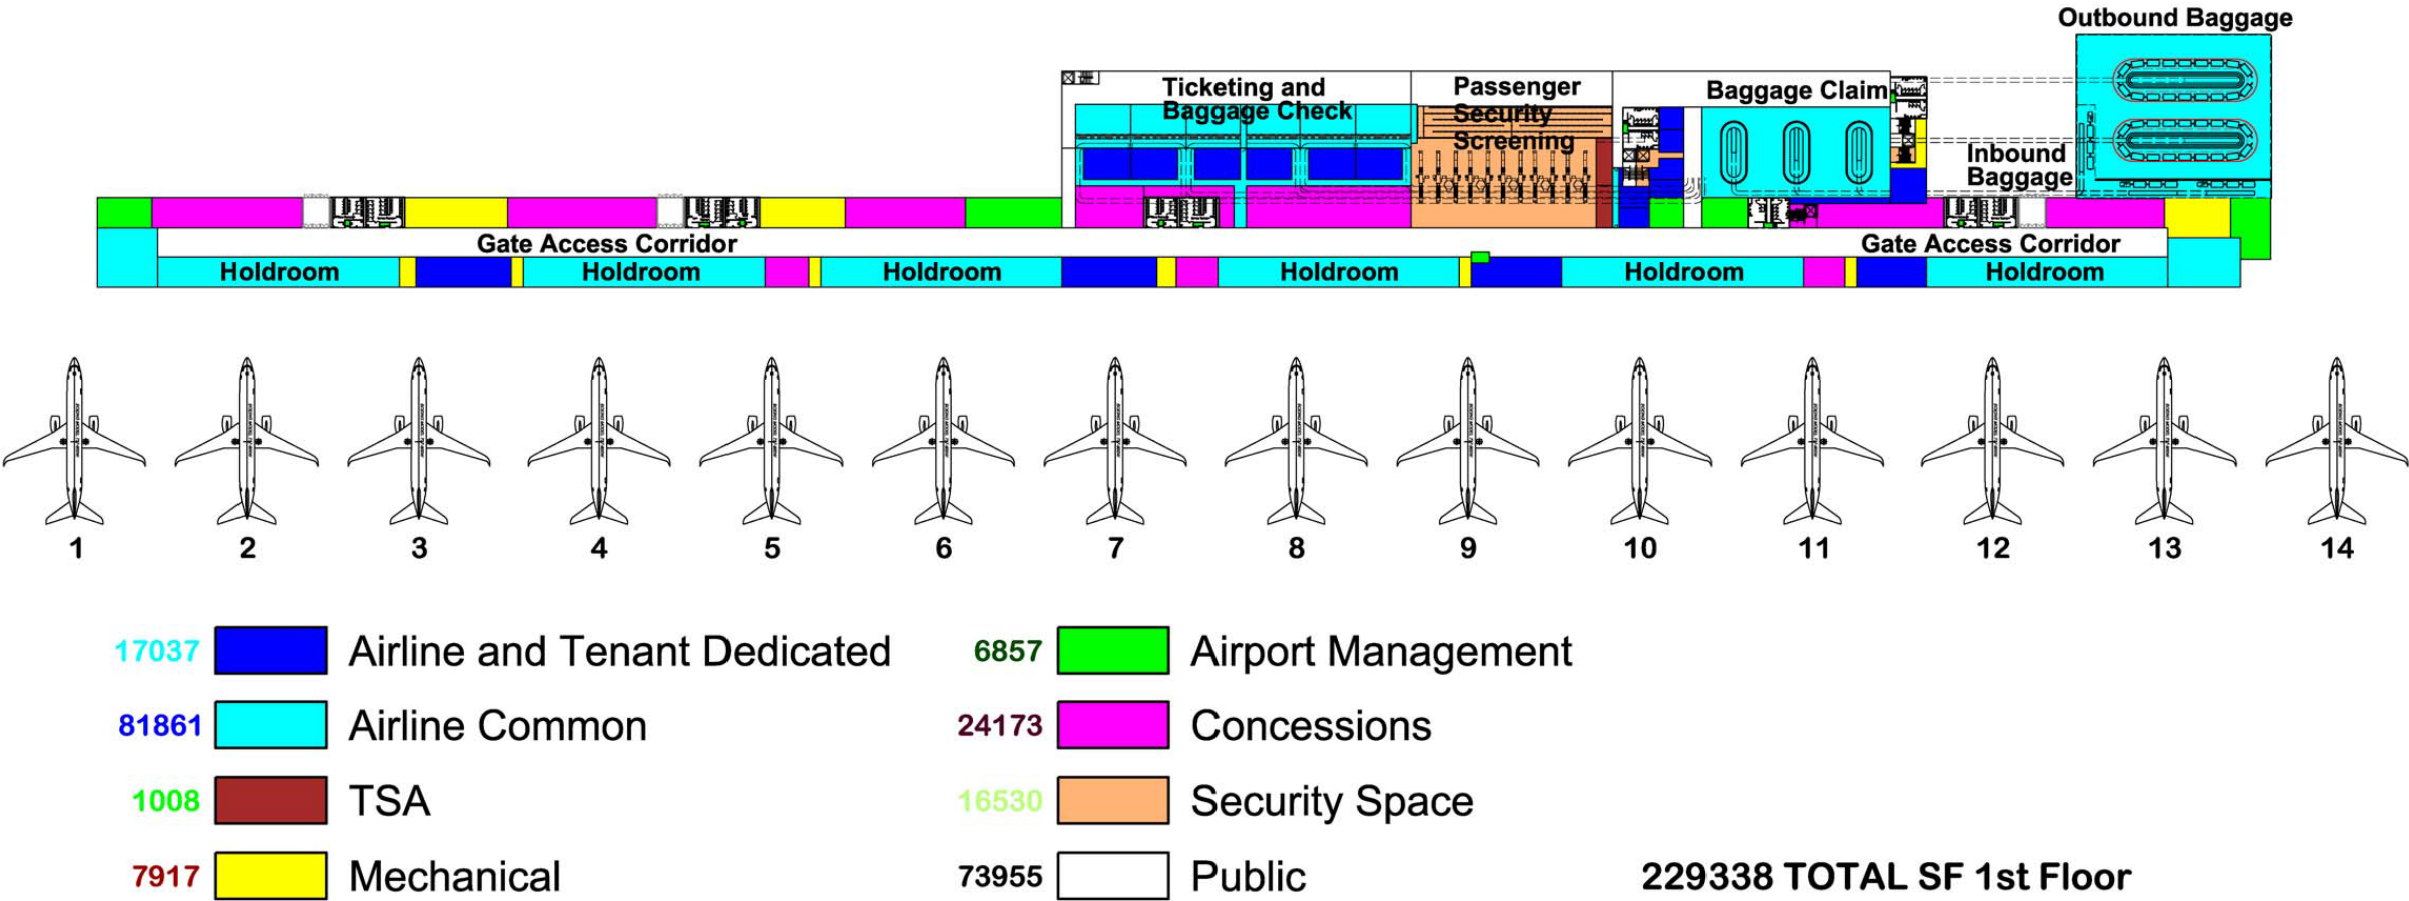 Outbound Baggage
Ticketing and
Baggage Check
Passenger
Security
Screening
Baggage Claim
Inbound
Baggage
Gate Access Corridor
Gate Access Corridor
Holdroom
Holdroom
Holdroom
Holdroom
Holdroom
Holdroom
1
2
3
4
5
6
7
8
9
10
11
12
13
14
17037 Airline and Tenant Dedicated
6857 Airport Management
81861 Airline Common
24173 Concessions
1008 TSA
16530 Security Space
7917 Mechanical
73955 Public
229338 TOTAL SF 1st Floor